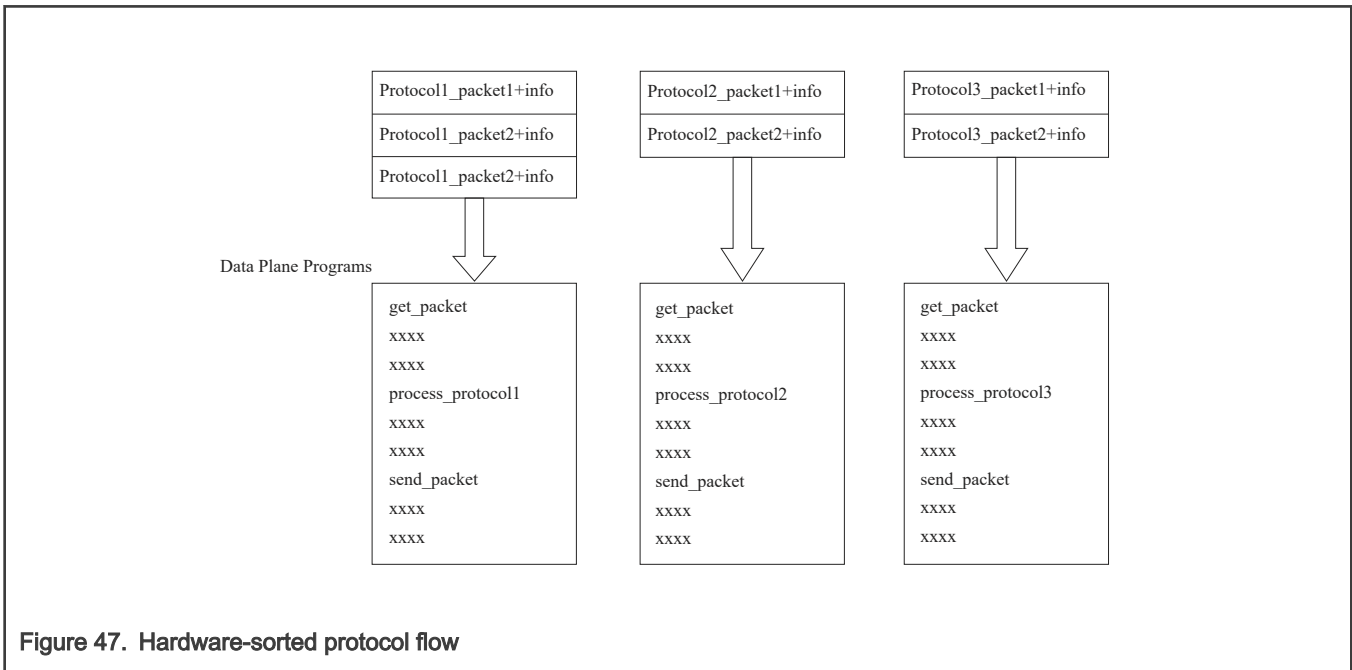 Protocol1_packet1+info
Protocol1_packet2+info
Protocol1_packet2+info
Protocol2_packet1+info
Protocol2_packet2+info
Protocol3_packet1+info
Protocol3_packet2+info
Data Plane Programs
get_packet
xxxx
xxxx
process_protocol1
xxxx
xxxx
send_packet
xxxx
xxxx
get_packet
xxxx
xxxx
process_protocol2
xxxx
xxxx
send_packet
xxxx
xxxx
get_packet
xxxx
xxxx
process_protocol3
xxxx
xxxx
send_packet
xxxx
xxxx
Figure 47. Hardware-sorted protocol flow